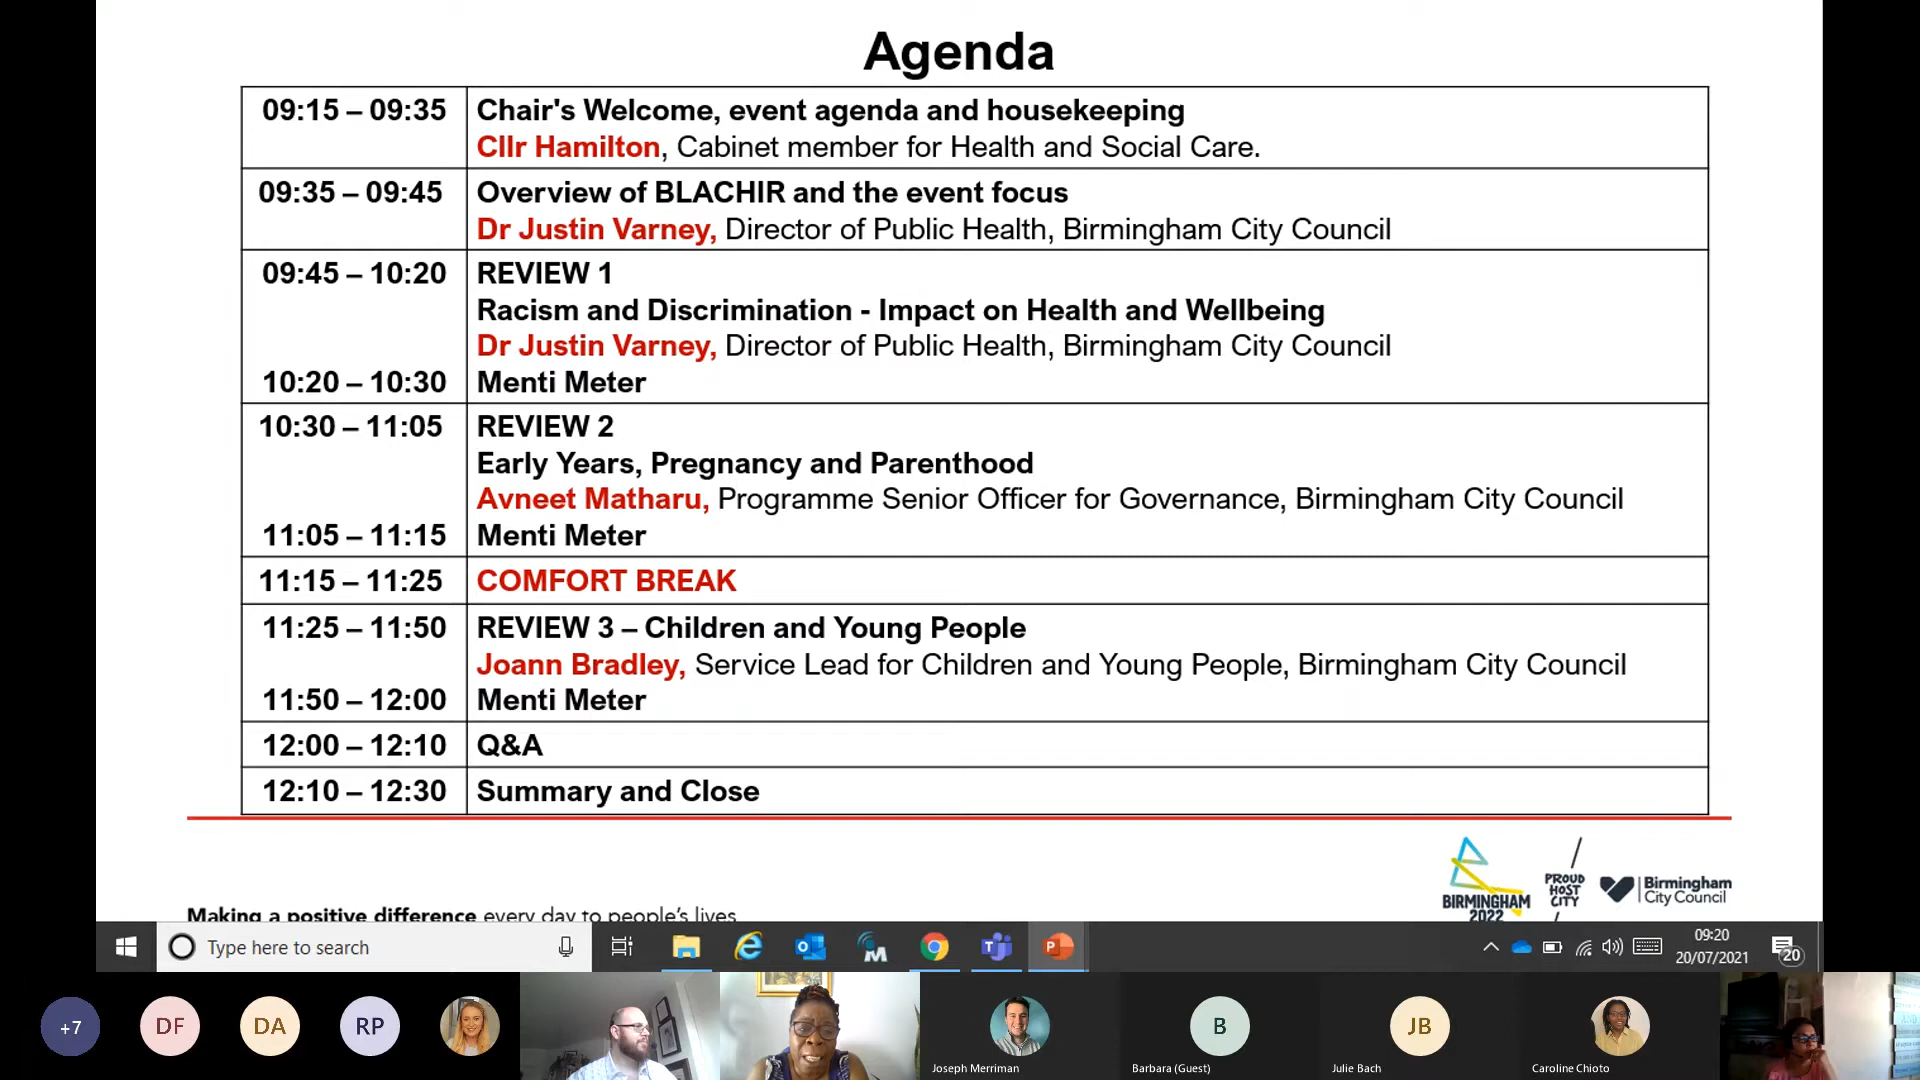 Agenda
09:15 – 09:35
Chair's Welcome, event agenda and housekeeping
Cllr Hamilton, Cabinet member for Health and Social Care.
09:35 – 09:45
Overview of BLACHIR and the event focus
Dr Justin Varney, Director of Public Health, Birmingham City Council
09:45 – 10:20
REVIEW 1
Racism and Discrimination - Impact on Health and Wellbeing
Dr Justin Varney, Director of Public Health, Birmingham City Council
10:20 – 10:30
Menti Meter
10:30 – 11:05
REVIEW 2
Early Years, Pregnancy and Parenthood
Avneet Matharu, Programme Senior Officer for Governance, Birmingham City Council
11:05 – 11:15
Menti Meter
11:15 – 11:25
COMFORT BREAK
11:25 – 11:50
REVIEW 3 – Children and Young People
Joann Bradley, Service Lead for Children and Young People, Birmingham City Council
11:50 – 12:00
Menti Meter
12:00 – 12:10
Q&A
12:10 – 12:30
Summary and Close
Making a positive difference every day to people's lives
BIRMINGHAM
2022
PROUD
HOST
CITY
Birmingham
City Council
Type here to search
09:20
20/07/2021
20
+7
DF
DA
RP
Joseph Merriman
B
Barbara (Guest)
JB
Julie Bach
Caroline Chioto